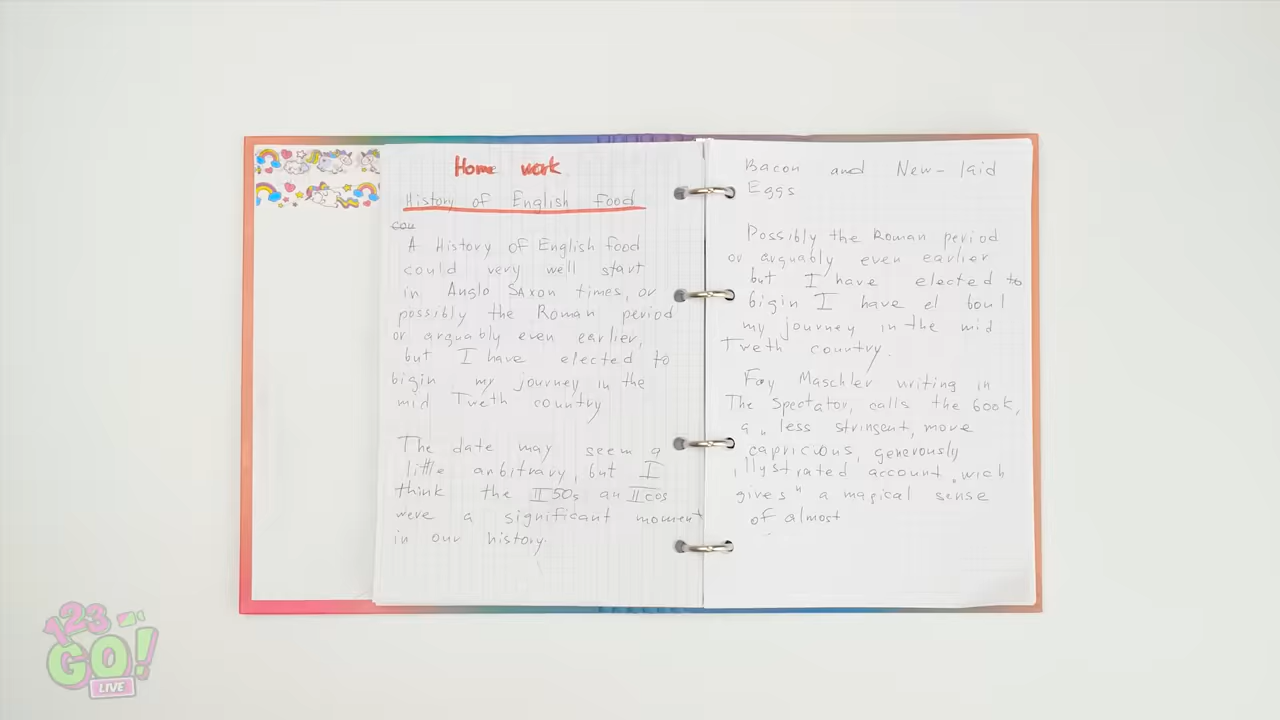 Home work
History of English food
cou
A History of English food
could very well start
in Anglo Saxon times, or
possibly the Roman period
or arguably even earlier,
but I have elected to
bigin my journey in the
mid Tweth country
The date may seem a
little arbitrary, but I
think the II50s an IIcos
were a significant moment
in our history.
Bacon and New-laid
Eggs
Possibly the Roman period
or arguably even earlier
but I have elected to
bigin I have el boul
my journey in the mid
Tweth country.
Fay Maschler writing in
The Spectator, calls the book,
a „ less stringent, move
capricious, generously
illystrated account wich
gives" a magical sense
of almost
123
GO!
LIVE